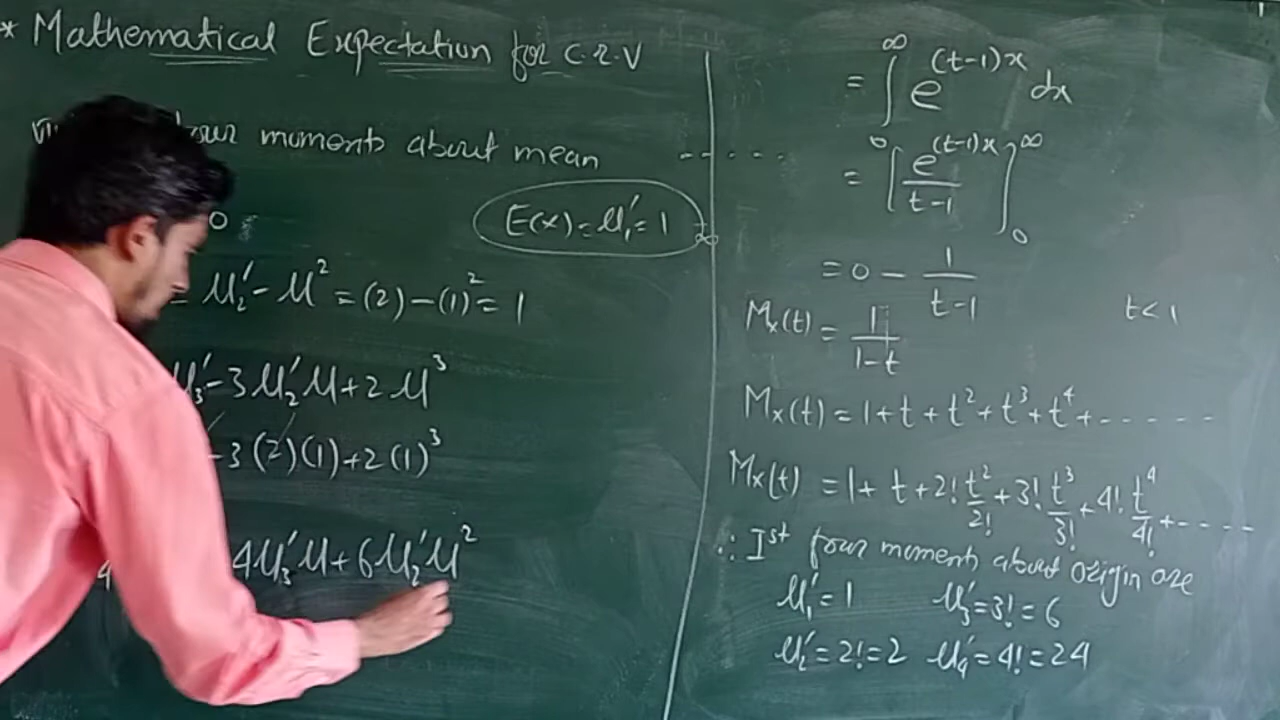 * Mathematical Expectation for C.R.V
four moments about mean -----
0
E(x) = μ₁' = 1
= μ₂' - μ² = (2) - (1)² = 1
μ₃' - 3μ₂'μ + 2μ³
- 3(2)(1) + 2(1)³
4μ₃'μ + 6μ₂'μ²
= ∫₀^∞ e^{(t-1)x} dx
= [e^{(t-1)x}/(t-1)]₀^∞
= 0 - 1/(t-1)
Mₓ(t) = 1/(1-t) t < 1
Mₓ(t) = 1 + t + t² + t³ + t⁴ + ------
Mₓ(t) = 1 + t + 2! t²/2! + 3! t³/3! + 4! t⁴/4! + ----
∴ Ist four moments about origin are
μ₁' = 1 μ₃' = 3! = 6
μ₂' = 2! = 2 μ₄' = 4! = 24